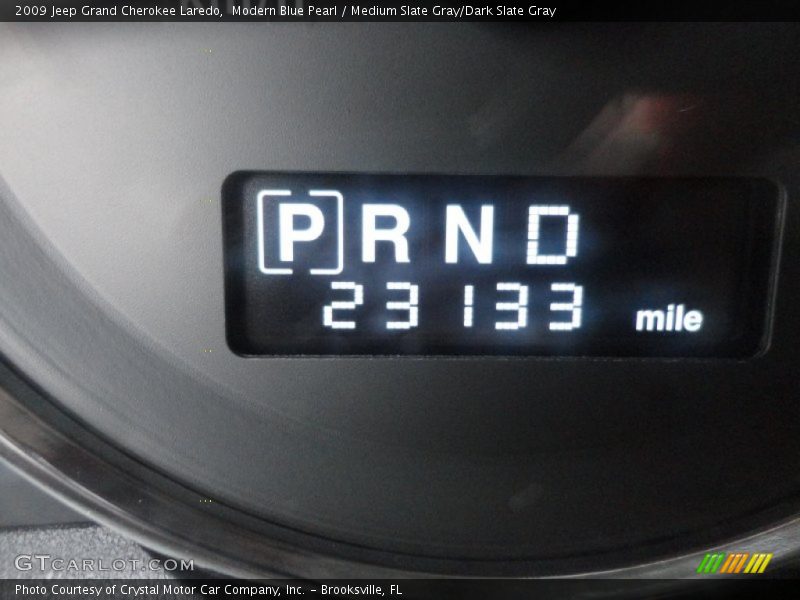 2009 Jeep Grand Cherokee Laredo, Modern Blue Pearl / Medium Slate Gray/Dark Slate Gray
P R N D
23133 mile
GTCARLOT.COM
Photo Courtesy of Crystal Motor Car Company, Inc. – Brooksville, FL